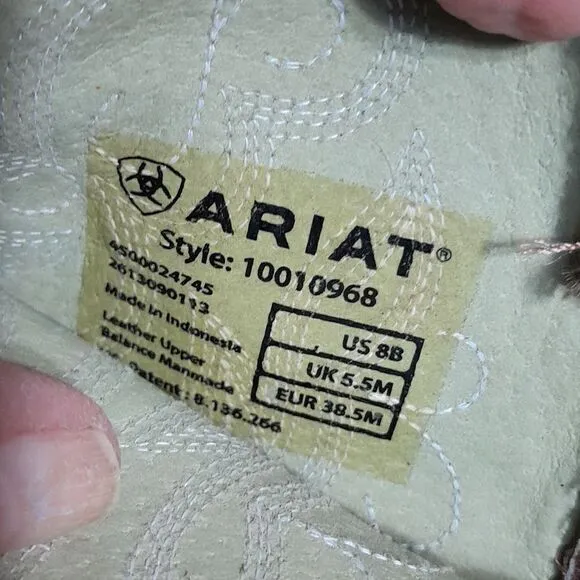 ARIAT®
Style: 10010968
4500024745
2613090113
Made in Indonesia
Leather Upper
Balance Manmade
Patent : 8,136,266
US 8B
UK 5.5M
EUR 38.5M